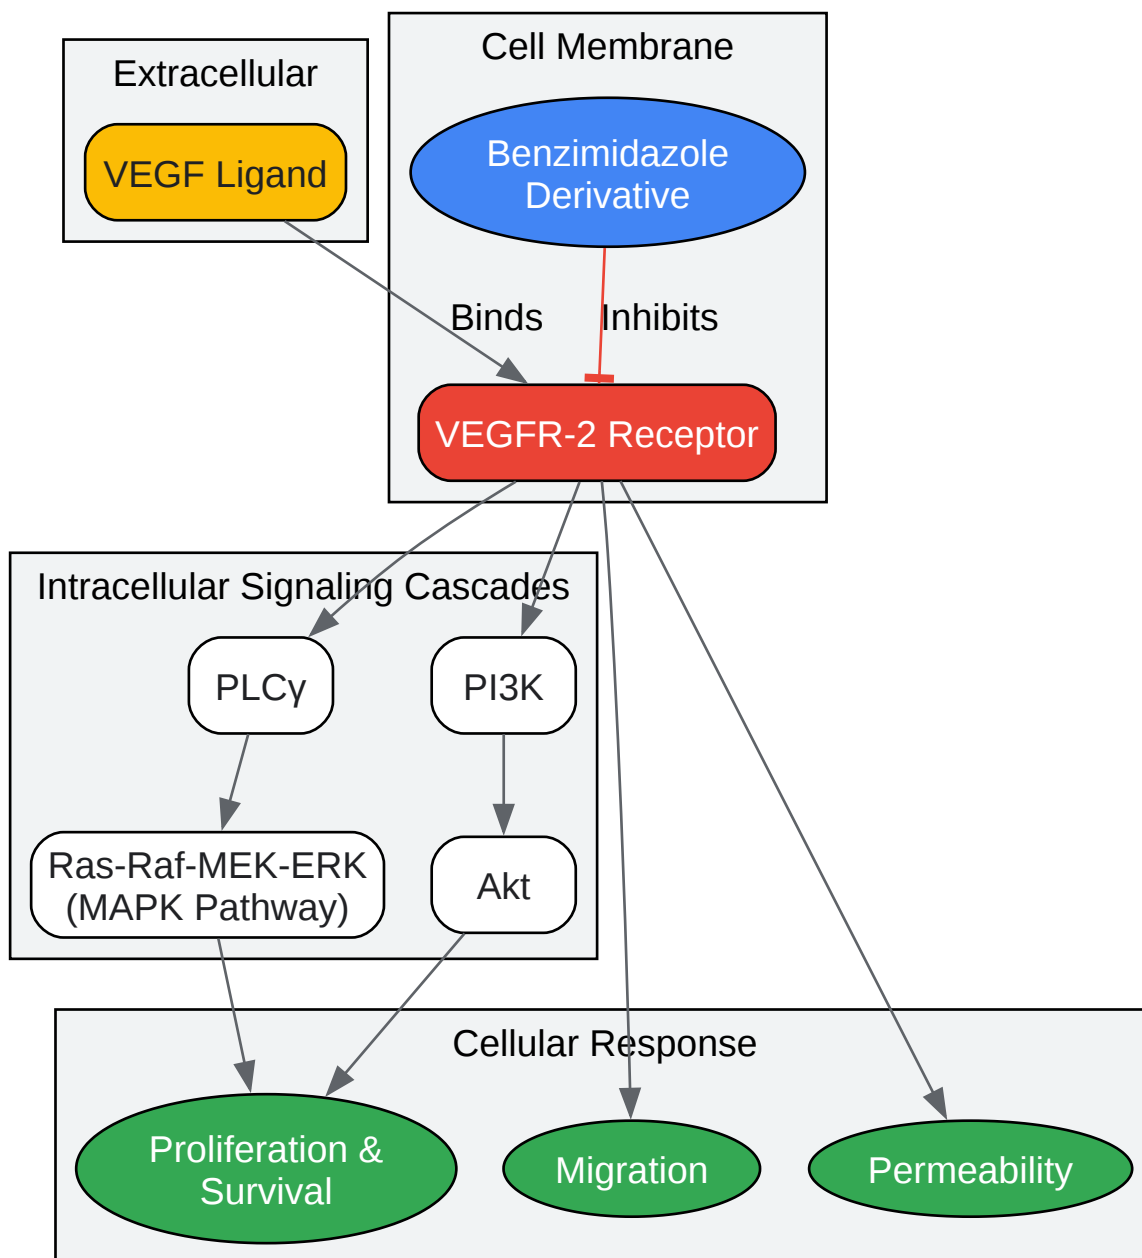 Cell Membrane
Extracellular
Benzimidazole
Derivative
VEGF Ligand
Binds
Inhibits
VEGFR-2 Receptor
Intracellular Signaling Cascades
PLCγ
PI3K
Ras-Raf-MEK-ERK
(MAPK Pathway)
Akt
Cellular Response
Proliferation &
Survival
Migration
Permeability